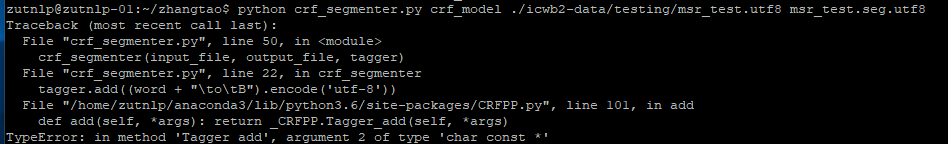 zutnlp@zutnlp-01:~/zhangtao$ python crf_segmenter.py crf_model ./icwb2-data/testing/msr_test.utf8 msr_test.seg.utf8
Traceback (most recent call last):
  File "crf_segmenter.py", line 50, in <module>
    crf_segmenter(input_file, output_file, tagger)
  File "crf_segmenter.py", line 22, in crf_segmenter
    tagger.add((word + "\to\tB").encode('utf-8'))
  File "/home/zutnlp/anaconda3/lib/python3.6/site-packages/CRFPP.py", line 101, in add
    def add(self, *args): return _CRFPP.Tagger_add(self, *args)
TypeError: in method 'Tagger_add', argument 2 of type 'char const *'